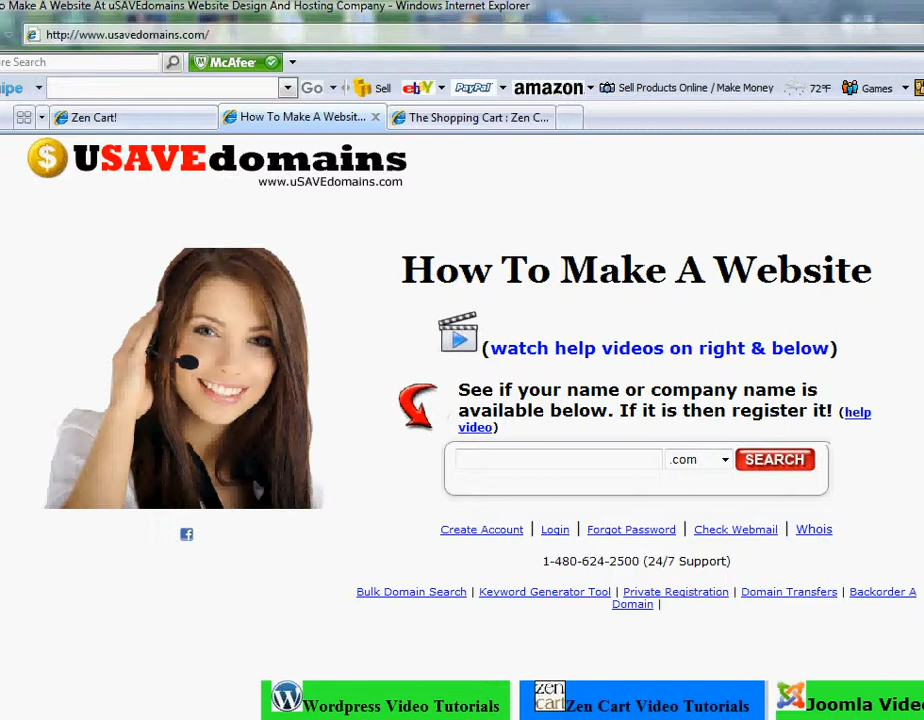 o Make A Website At uSAVEdomains Website Design And Hosting Company - Windows Internet Explorer
http://www.usavedomains.com/
re Search McAfee
ipe Go Sell ebY PayPal amazon Sell Products Online / Make Money 72°F Games
Zen Cart! How To Make A Websit... The Shopping Cart : Zen C...
$ USAVEdomains
www.uSAVEdomains.com
How To Make A Website
(watch help videos on right & below)
See if your name or company name is
available below. If it is then register it! (help
video)
.com SEARCH
Create Account | Login | Forgot Password | Check Webmail | Whois
1-480-624-2500 (24/7 Support)
Bulk Domain Search | Keyword Generator Tool | Private Registration | Domain Transfers | Backorder A
Domain |
Wordpress Video Tutorials zen cart Zen Cart Video Tutorials Joomla Vide